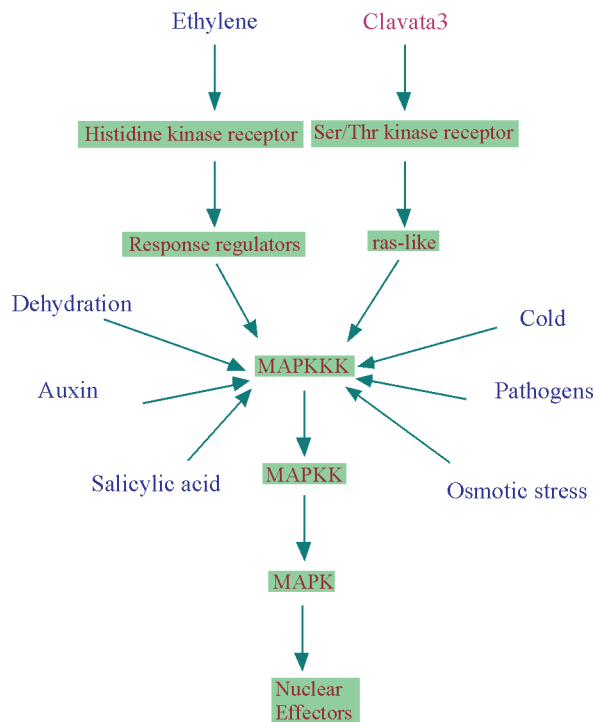 Ethylene
Clavata3
Histidine kinase receptor
Ser/Thr kinase receptor
Response regulators
ras-like
Dehydration
Cold
MAPKKK
Auxin
Pathogens
Salicylic acid
MAPKK
Osmotic stress
MAPK
Nuclear
Effectors